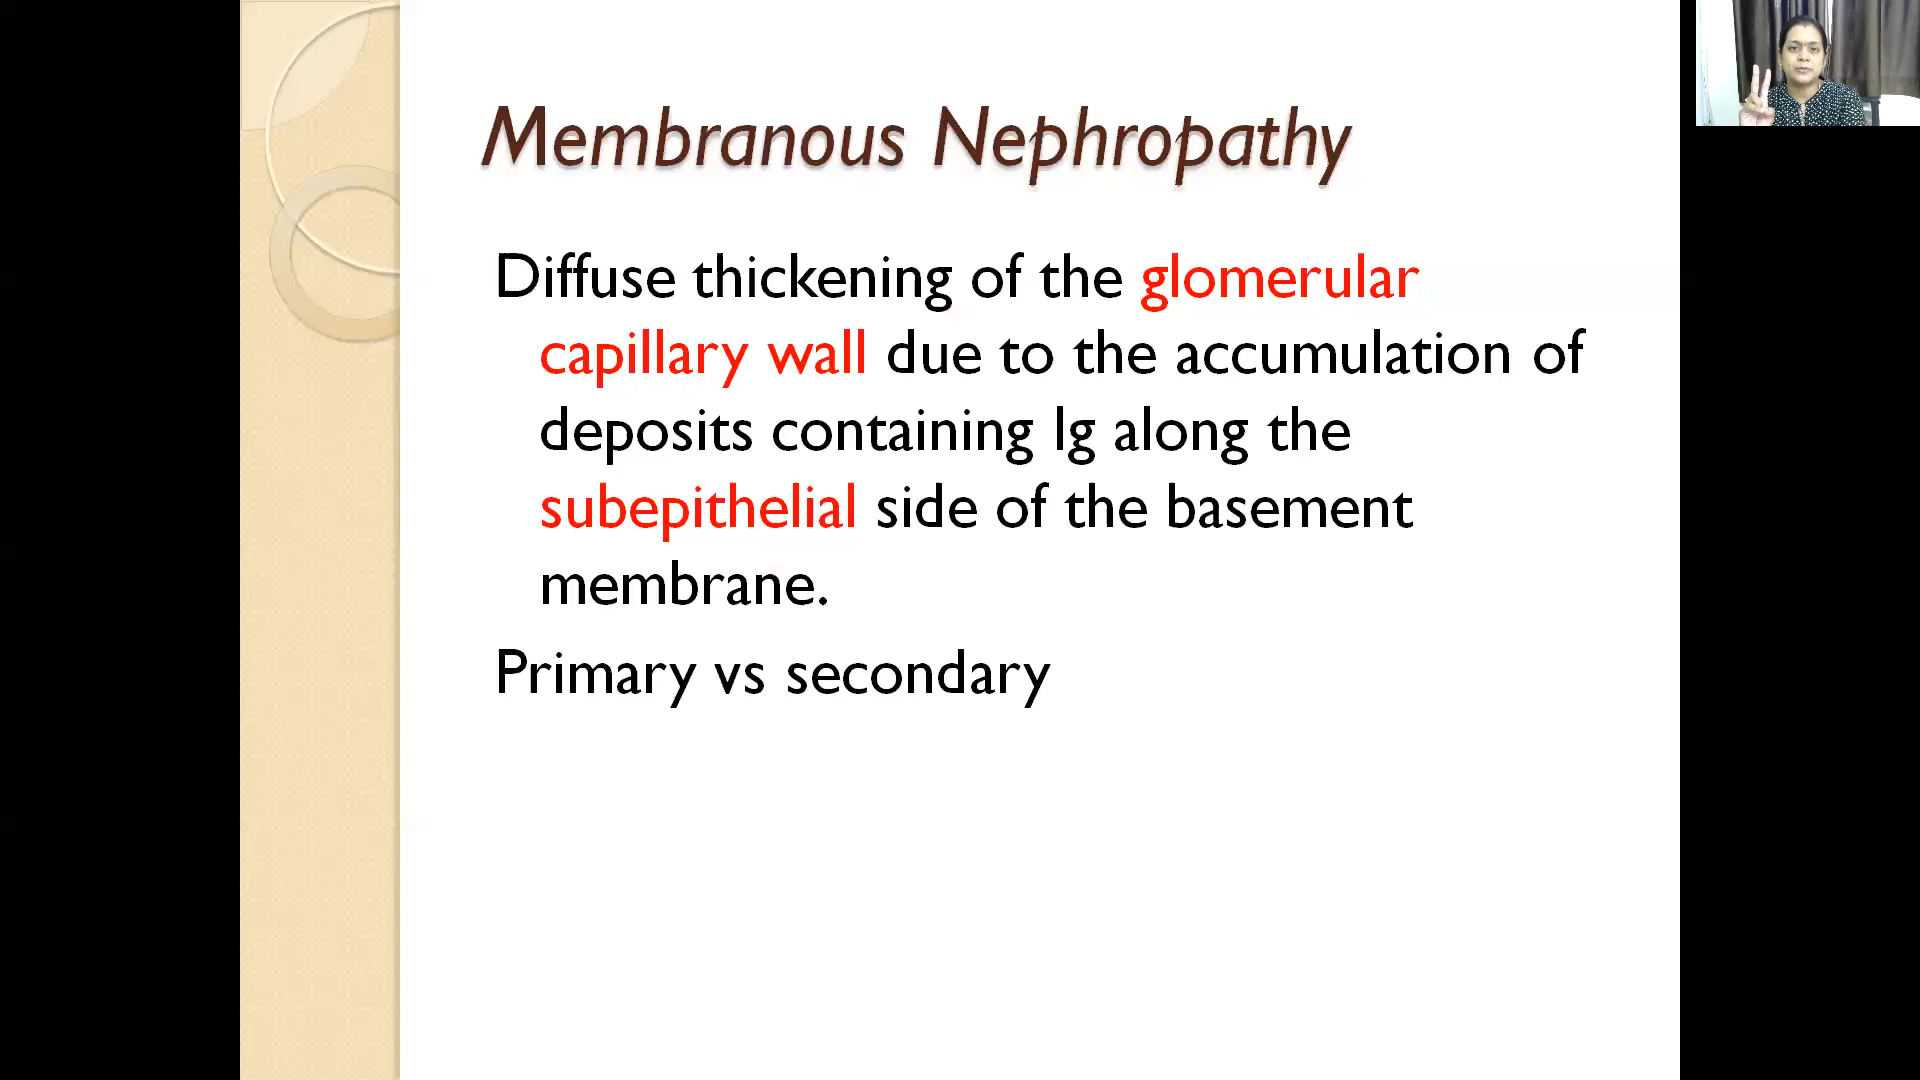 Membranous Nephropathy
Diffuse thickening of the glomerular
capillary wall due to the accumulation of
deposits containing Ig along the
subepithelial side of the basement
membrane.
Primary vs secondary